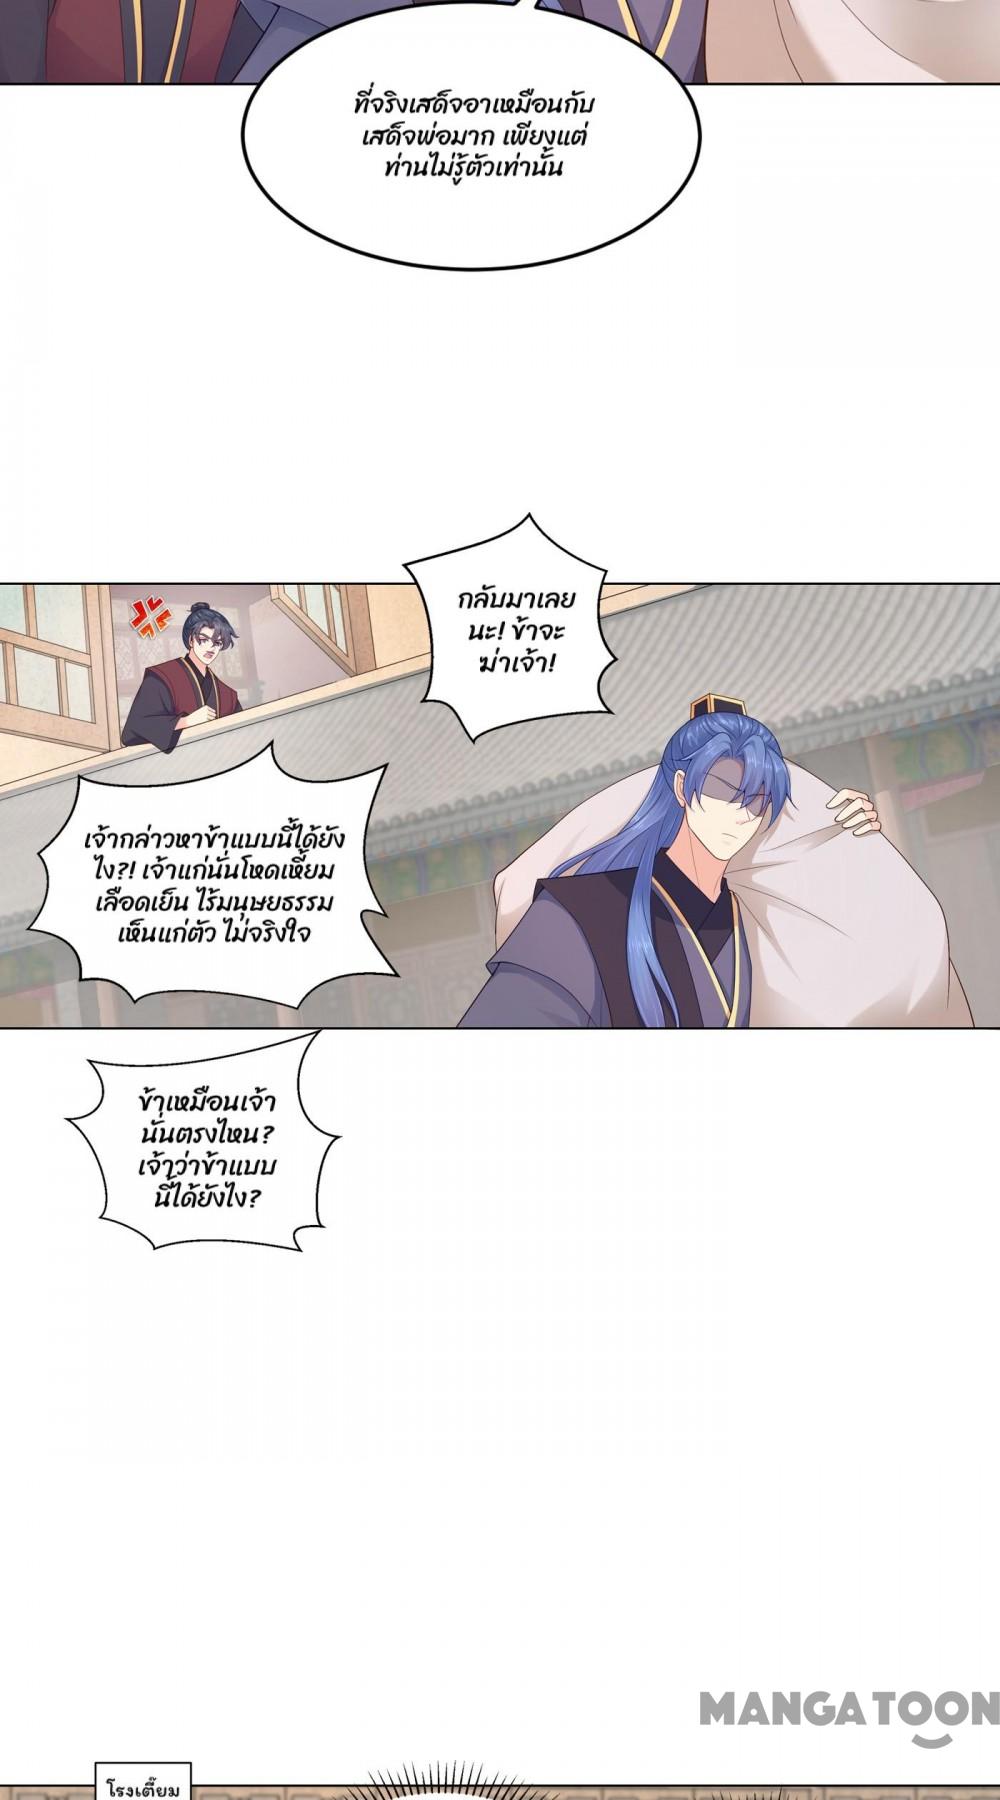 ที่จริงเสด็จอาเหมือนกับ
เสด็จพ่อมาก เพียงแต่
ท่านไม่รู้ตัวเท่านั้น
กลับมาเลย
นะ! ข้าจะ
ฆ่าเจ้า!
เจ้ากล่าวหาข้าแบบนี้ได้ยัง
ไง?! เจ้าแก่นั่นโหดเหี้ยม
เลือดเย็น ไร้มนุษยธรรม
เห็นแก่ตัว ไม่จริงใจ
ข้าเหมือนเจ้า
นั่นตรงไหน?
เจ้าว่าข้าแบบ
นี้ได้ยังไง?
MANGATOON
โรงเตี๊ยม